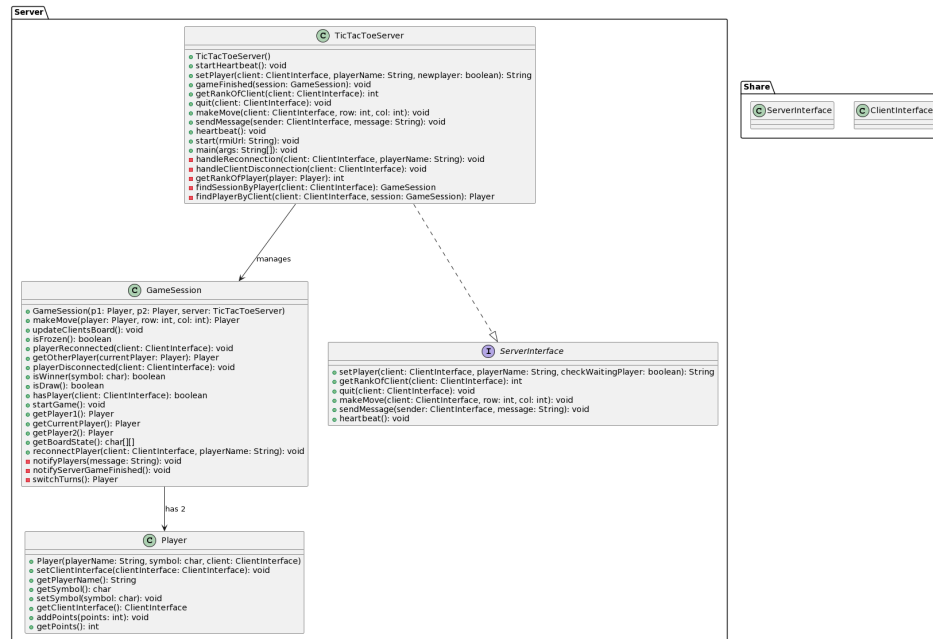 Server
C TicTacToeServer
TicTacToeServer()
startHeartbeat(): void
setPlayer(client: ClientInterface, playerName: String, newplayer: boolean): String
gameFinished(session: GameSession): void
getRankOfClient(client: ClientInterface): int
quit(client: ClientInterface): void
makeMove(client: ClientInterface, row: int, col: int): void
sendMessage(sender: ClientInterface, message: String): void
heartbeat(): void
start(rmiUrl: String): void
main(args: String[]): void
handleReconnection(client: ClientInterface, playerName: String): void
handleClientDisconnection(client: ClientInterface): void
getRankOfPlayer(player: Player): int
findSessionByPlayer(client: ClientInterface): GameSession
findPlayerByClient(client: ClientInterface, session: GameSession): Player
Share
C ServerInterface
C ClientInterface
manages
C GameSession
GameSession(p1: Player, p2: Player, server: TicTacToeServer)
makeMove(player: Player, row: int, col: int): Player
updateClientsBoard(): void
isFrozen(): boolean
playerReconnected(client: ClientInterface): void
getOtherPlayer(currentPlayer: Player): Player
playerDisconnected(client: ClientInterface): void
isWinner(symbol: char): boolean
isDraw(): boolean
hasPlayer(client: ClientInterface): boolean
startGame(): void
getPlayer1(): Player
getCurrentPlayer(): Player
getPlayer2(): Player
getBoardState(): char[][]
reconnectPlayer(client: ClientInterface, playerName: String): void
notifyPlayers(message: String): void
notifyServerGameFinished(): void
switchTurns(): Player
I ServerInterface
setPlayer(client: ClientInterface, playerName: String, checkWaitingPlayer: boolean): String
getRankOfClient(client: ClientInterface): int
quit(client: ClientInterface): void
makeMove(client: ClientInterface, row: int, col: int): void
sendMessage(sender: ClientInterface, message: String): void
heartbeat(): void
has 2
C Player
Player(playerName: String, symbol: char, client: ClientInterface)
setClientInterface(clientInterface: ClientInterface): void
getPlayerName(): String
getSymbol(): char
setSymbol(symbol: char): void
getClientInterface(): ClientInterface
addPoints(points: int): void
getPoints(): int